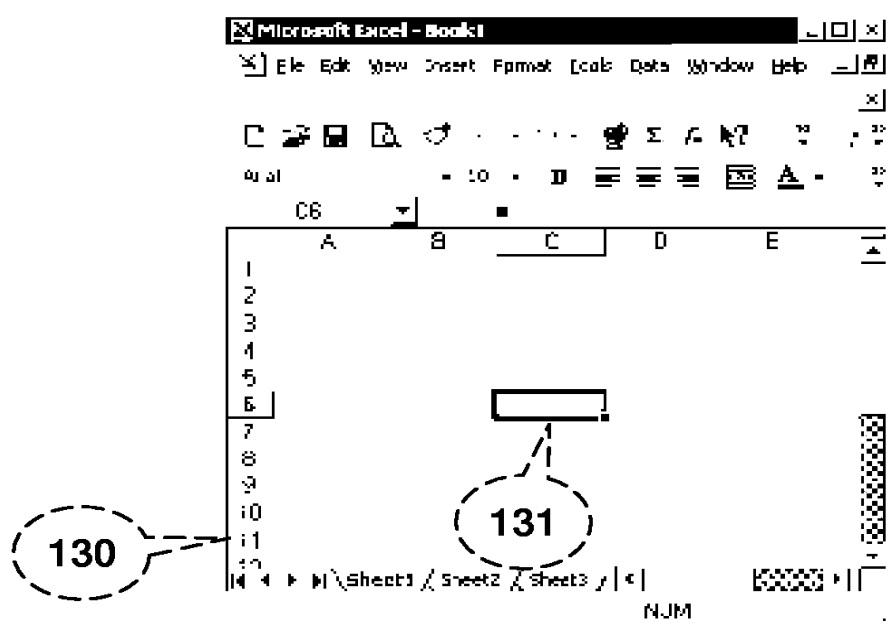 Microsoft Excel - Book1
Edit View Insert Format Tools Data Window Help
Σ
Arial 10
C6
A B C D E
1
2
3
4
5
6
7
8
9
10
11
130
131
Sheet1 Sheet2 Sheet3
NUM